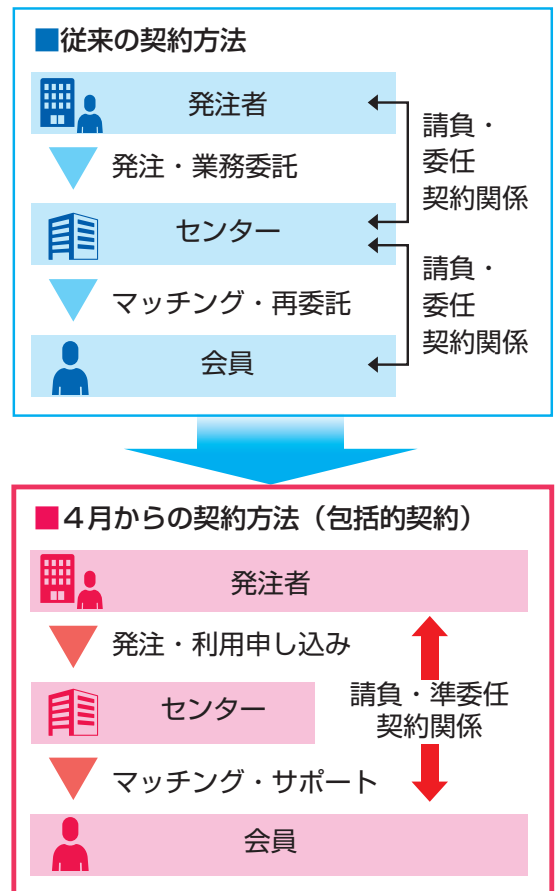 ■従来の契約方法
発注者
請負・
委任
契約関係
発注・業務委託
センター
請負・
委任
契約関係
マッチング・再委託
会員
■4月からの契約方法（包括的契約）
発注者
発注・利用申し込み
センター
請負・準委任
契約関係
マッチング・サポート
会員